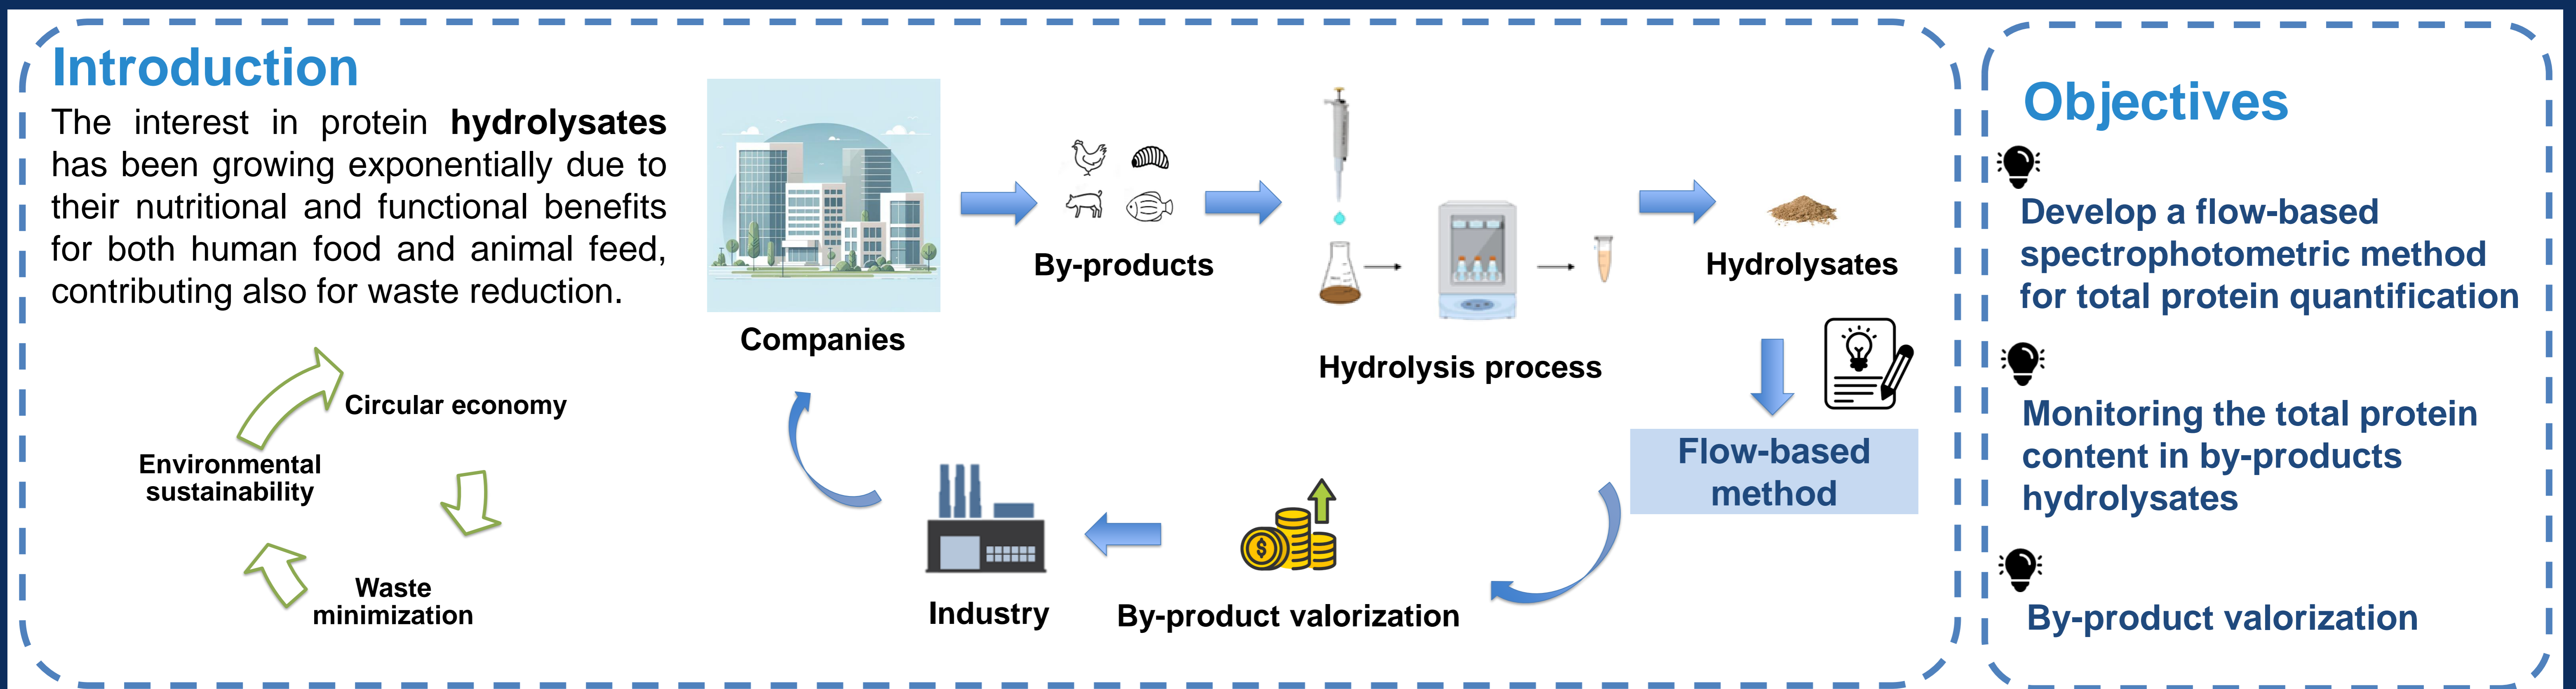 Introduction
The interest in protein hydrolysates
has been growing exponentially due to
their nutritional and functional benefits
for both human food and animal feed,
contributing also for waste reduction.
Circular economy
Environmental
sustainability
Waste
minimization
Companies
By-products
Hydrolysis process
Hydrolysates
Flow-based
method
By-product valorization
$
Industry
Objectives
Develop a flow-based
spectrophotometric method
for total protein quantification
Monitoring the total protein
content in by-products
hydrolysates
By-product valorization